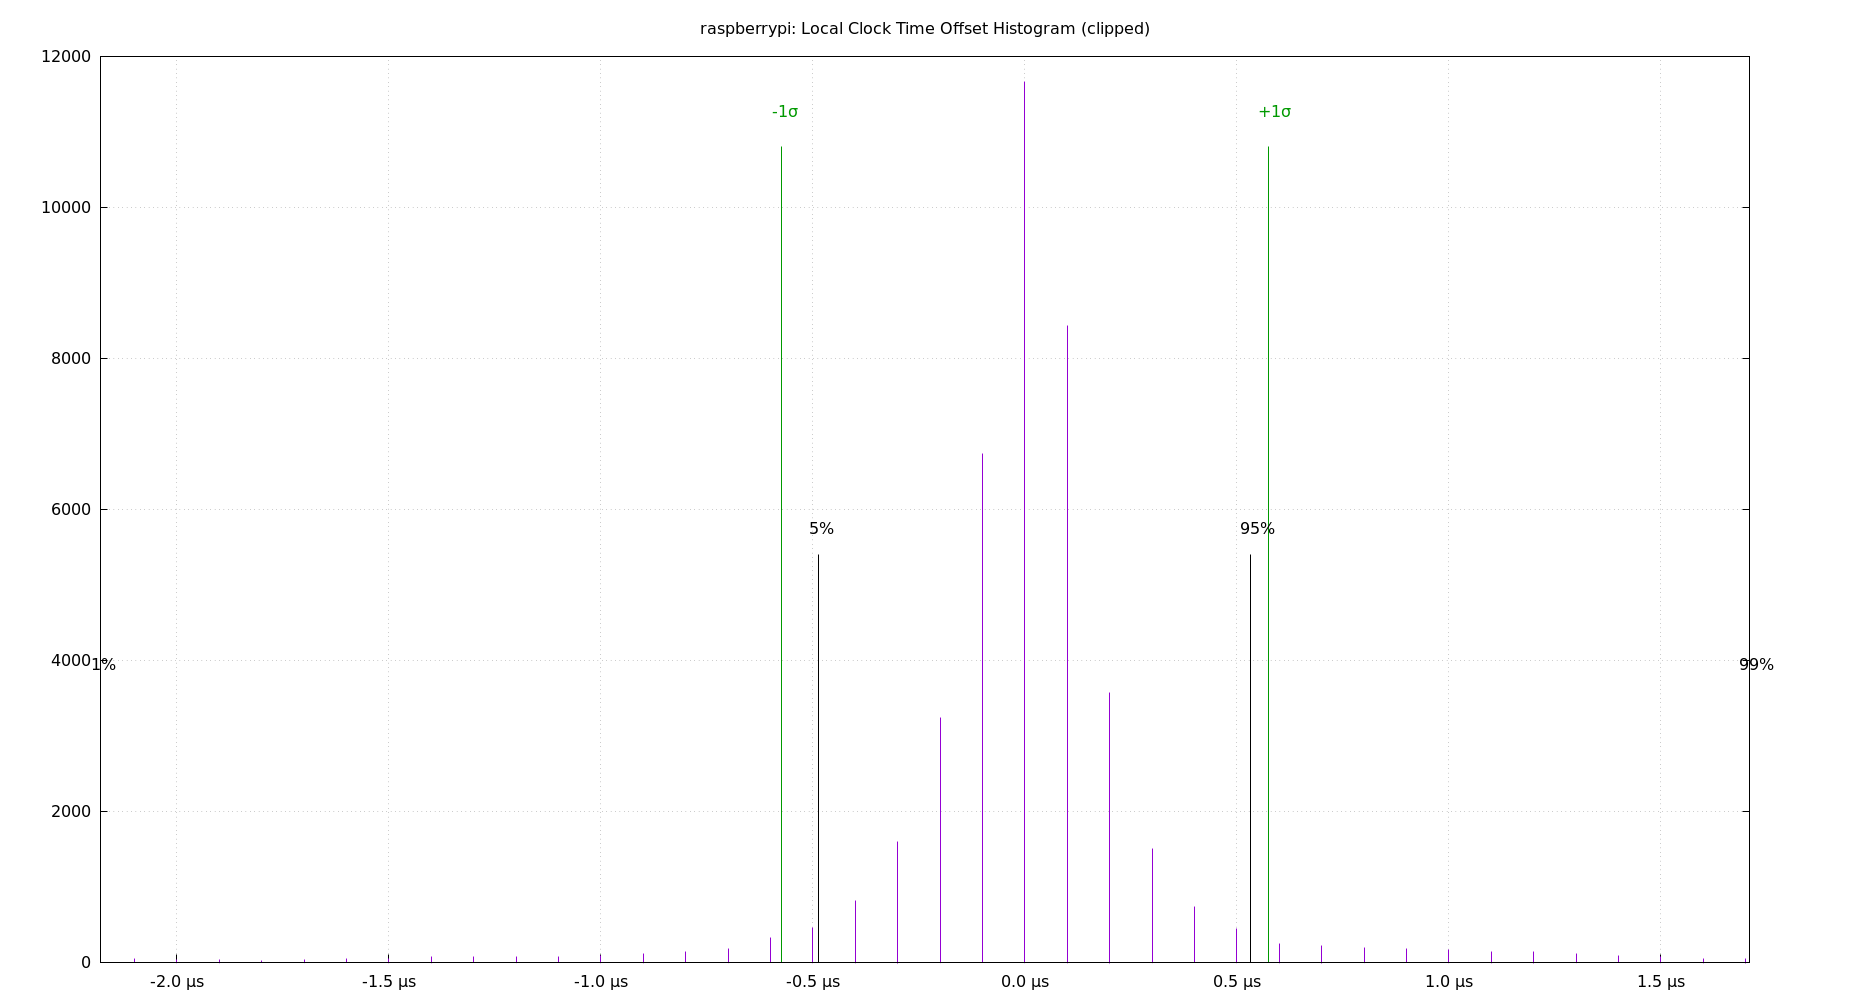 raspberrypi: Local Clock Time Offset Histogram (clipped)
12000
-1σ
+1σ
10000
8000
6000
5%
95%
4000
1%
99%
2000
0
-2.0 µs
-1.5 µs
-1.0 µs
-0.5 µs
0.0 µs
0.5 µs
1.0 µs
1.5 µs